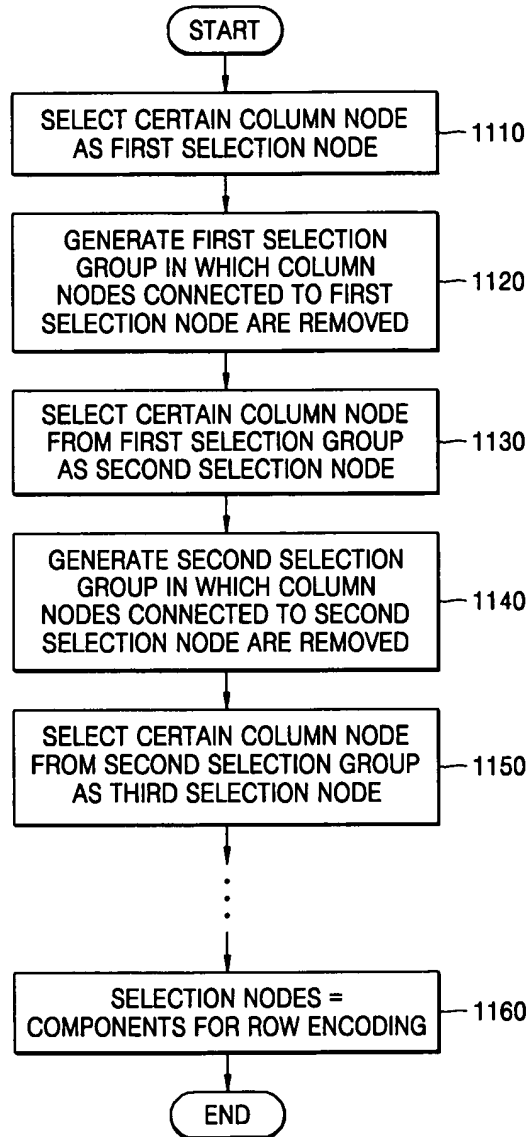 START
SELECT CERTAIN COLUMN NODE
AS FIRST SELECTION NODE
1110
GENERATE FIRST SELECTION
GROUP IN WHICH COLUMN
NODES CONNECTED TO FIRST
SELECTION NODE ARE REMOVED
1120
SELECT CERTAIN COLUMN NODE
FROM FIRST SELECTION GROUP
AS SECOND SELECTION NODE
1130
GENERATE SECOND SELECTION
GROUP IN WHICH COLUMN
NODES CONNECTED TO SECOND
SELECTION NODE ARE REMOVED
1140
SELECT CERTAIN COLUMN NODE
FROM SECOND SELECTION GROUP
AS THIRD SELECTION NODE
1150
SELECTION NODES =
COMPONENTS FOR ROW ENCODING
1160
END